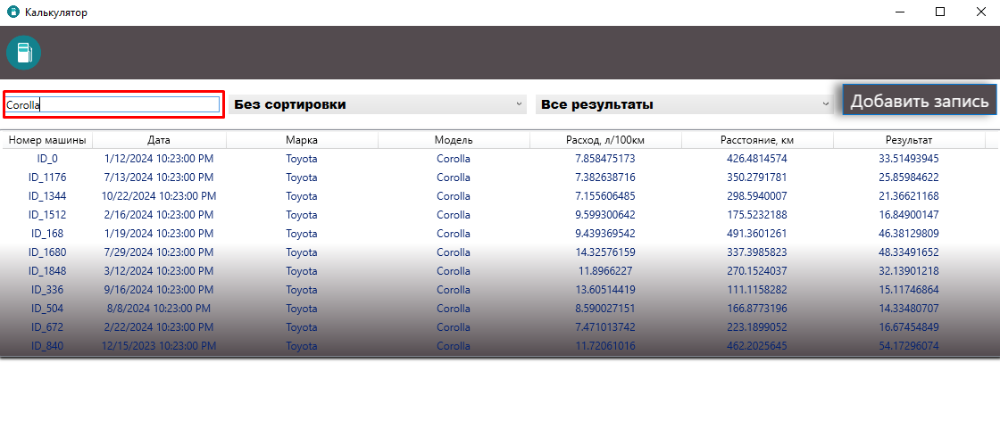 Калькулятор
Corolla Без сортировки Все результаты Добавить запись
Номер машины Дата Марка Модель Расход, л/100км Расстояние, км Результат
ID_0 1/12/2024 10:23:00 PM Toyota Corolla 7.858475173 426.4814574 33.51493945
ID_1176 7/13/2024 10:23:00 PM Toyota Corolla 7.382638716 350.2791781 25.85984622
ID_1344 10/22/2024 10:23:00 PM Toyota Corolla 7.155606485 298.5940007 21.36621168
ID_1512 2/16/2024 10:23:00 PM Toyota Corolla 9.599300642 175.5232188 16.84900147
ID_168 1/19/2024 10:23:00 PM Toyota Corolla 9.439369542 491.3601261 46.38129809
ID_1680 7/29/2024 10:23:00 PM Toyota Corolla 14.32576159 337.3985823 48.33491652
ID_1848 3/12/2024 10:23:00 PM Toyota Corolla 11.8966227 270.1524037 32.13901218
ID_336 9/16/2024 10:23:00 PM Toyota Corolla 13.60514419 111.1158282 15.11746864
ID_504 8/8/2024 10:23:00 PM Toyota Corolla 8.590027151 166.8773196 14.33480707
ID_672 2/22/2024 10:23:00 PM Toyota Corolla 7.471013742 223.1899052 16.67454849
ID_840 12/15/2023 10:23:00 PM Toyota Corolla 11.72061016 462.2025645 54.17296074